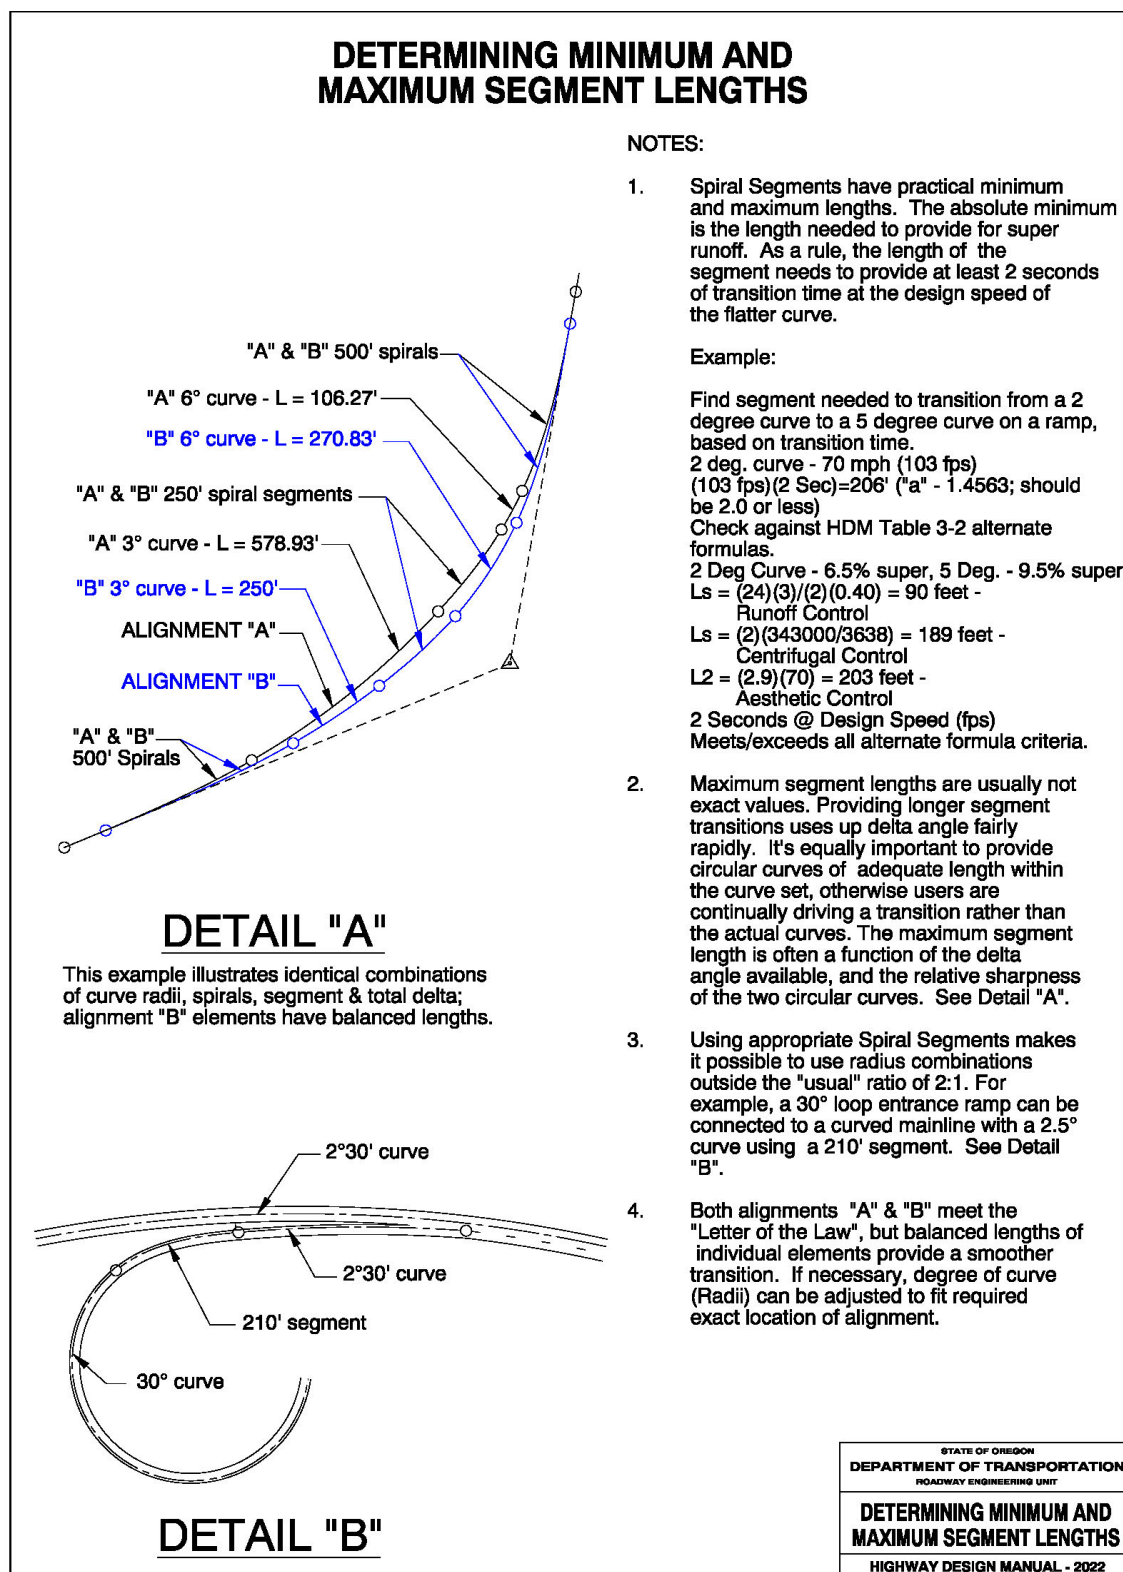 DETERMINING MINIMUM AND
MAXIMUM SEGMENT LENGTHS
NOTES:
1. Spiral Segments have practical minimum
and maximum lengths. The absolute minimum
is the length needed to provide for super
runoff. As a rule, the length of the
segment needs to provide at least 2 seconds
of transition time at the design speed of
the flatter curve.
Example:
Find segment needed to transition from a 2
degree curve to a 5 degree curve on a ramp,
based on transition time.
2 deg. curve - 70 mph (103 fps)
(103 fps)(2 Sec)=206' ("a" - 1.4563; should
be 2.0 or less)
Check against HDM Table 3-2 alternate
formulas.
2 Deg Curve - 6.5% super, 5 Deg. - 9.5% super
Ls = (24)(3)/(2)(0.40) = 90 feet -
Runoff Control
Ls = (2)(343000/3638) = 189 feet -
Centrifugal Control
L2 = (2.9)(70) = 203 feet -
Aesthetic Control
2 Seconds @ Design Speed (fps)
Meets/exceeds all alternate formula criteria.
2. Maximum segment lengths are usually not
exact values. Providing longer segment
transitions uses up delta angle fairly
rapidly. It's equally important to provide
circular curves of adequate length within
the curve set, otherwise users are
continually driving a transition rather than
the actual curves. The maximum segment
length is often a function of the delta
angle available, and the relative sharpness
of the two circular curves. See Detail "A".
3. Using appropriate Spiral Segments makes
it possible to use radius combinations
outside the "usual" ratio of 2:1. For
example, a 30° loop entrance ramp can be
connected to a curved mainline with a 2.5°
curve using a 210' segment. See Detail
"B".
4. Both alignments "A" & "B" meet the
"Letter of the Law", but balanced lengths of
individual elements provide a smoother
transition. If necessary, degree of curve
(Radii) can be adjusted to fit required
exact location of alignment.
"A" & "B" 500' spirals
"A" 6° curve - L = 106.27'
"B" 6° curve - L = 270.83'
"A" & "B" 250' spiral segments
"A" 3° curve - L = 578.93'
"B" 3° curve - L = 250'
ALIGNMENT "A"
ALIGNMENT "B"
"A" & "B"
500' Spirals
DETAIL "A"
This example illustrates identical combinations
of curve radii, spirals, segment & total delta;
alignment "B" elements have balanced lengths.
2°30' curve
2°30' curve
210' segment
30° curve
DETAIL "B"
STATE OF OREGON
DEPARTMENT OF TRANSPORTATION
ROADWAY ENGINEERING UNIT
DETERMINING MINIMUM AND
MAXIMUM SEGMENT LENGTHS
HIGHWAY DESIGN MANUAL - 2022